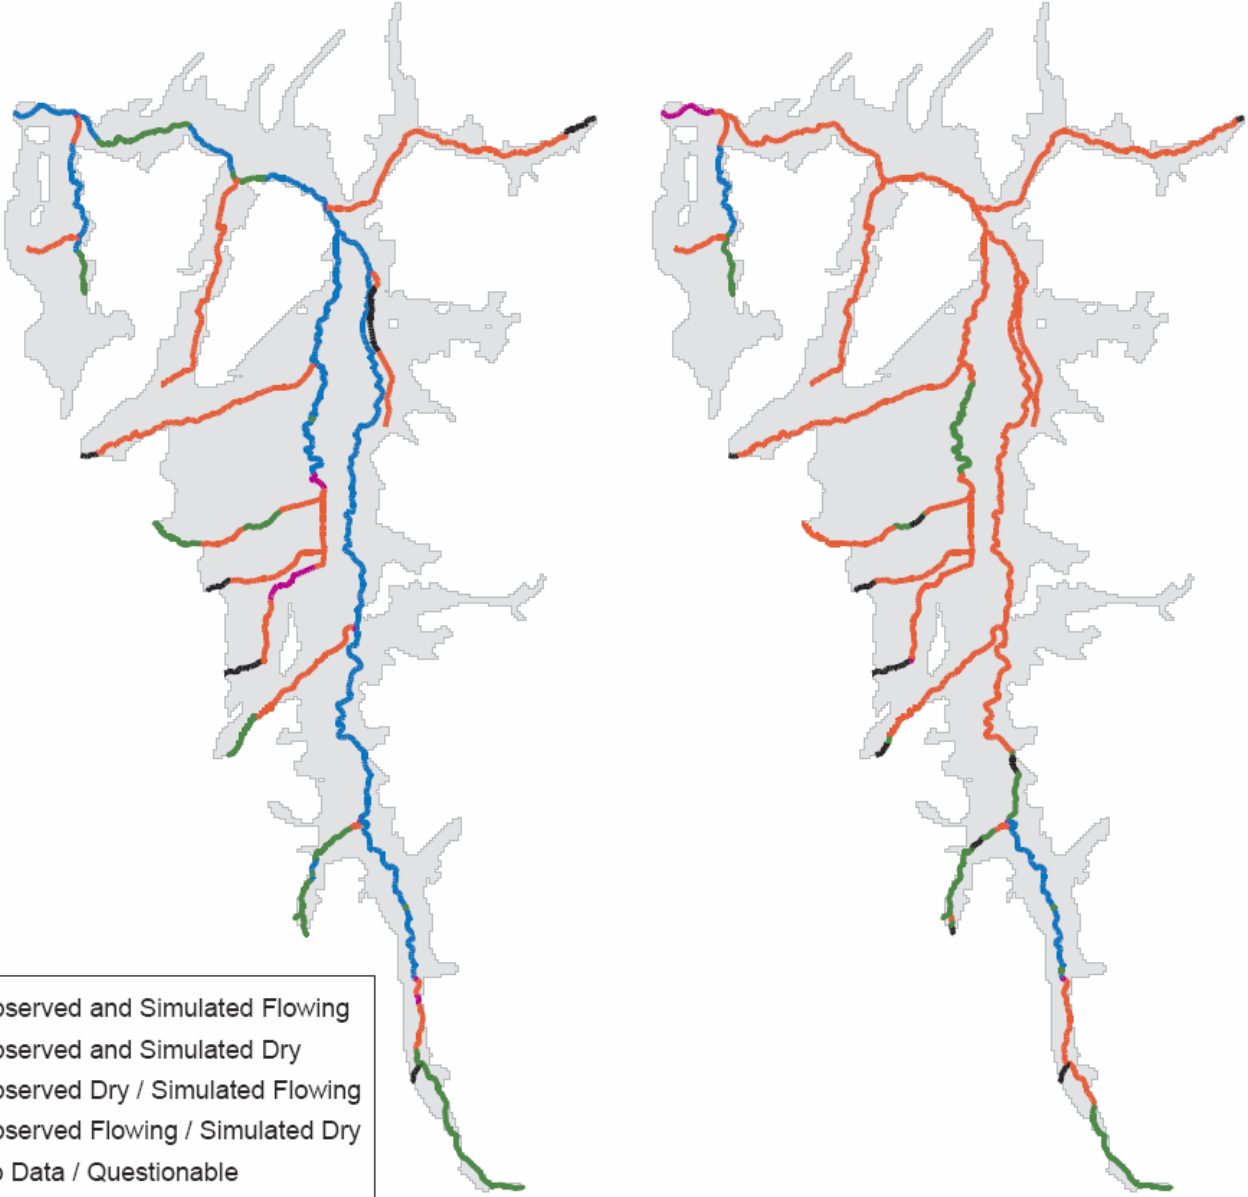 oserved and Simulated Flowing
oserved and Simulated Dry
oserved Dry / Simulated Flowing
oserved Flowing / Simulated Dry
o Data / Questionable